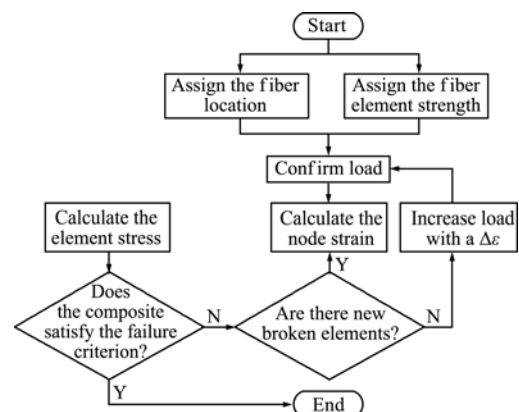 Start
Assign the fiber
location
Assign the fiber
element strength
Confirm load
Calculate the
element stress
Calculate the
node strain
Increase load
with a Δε
Does
the composite
satisfy the failure
criterion?
N
Y
Are there new
broken elements?
N
Y
End